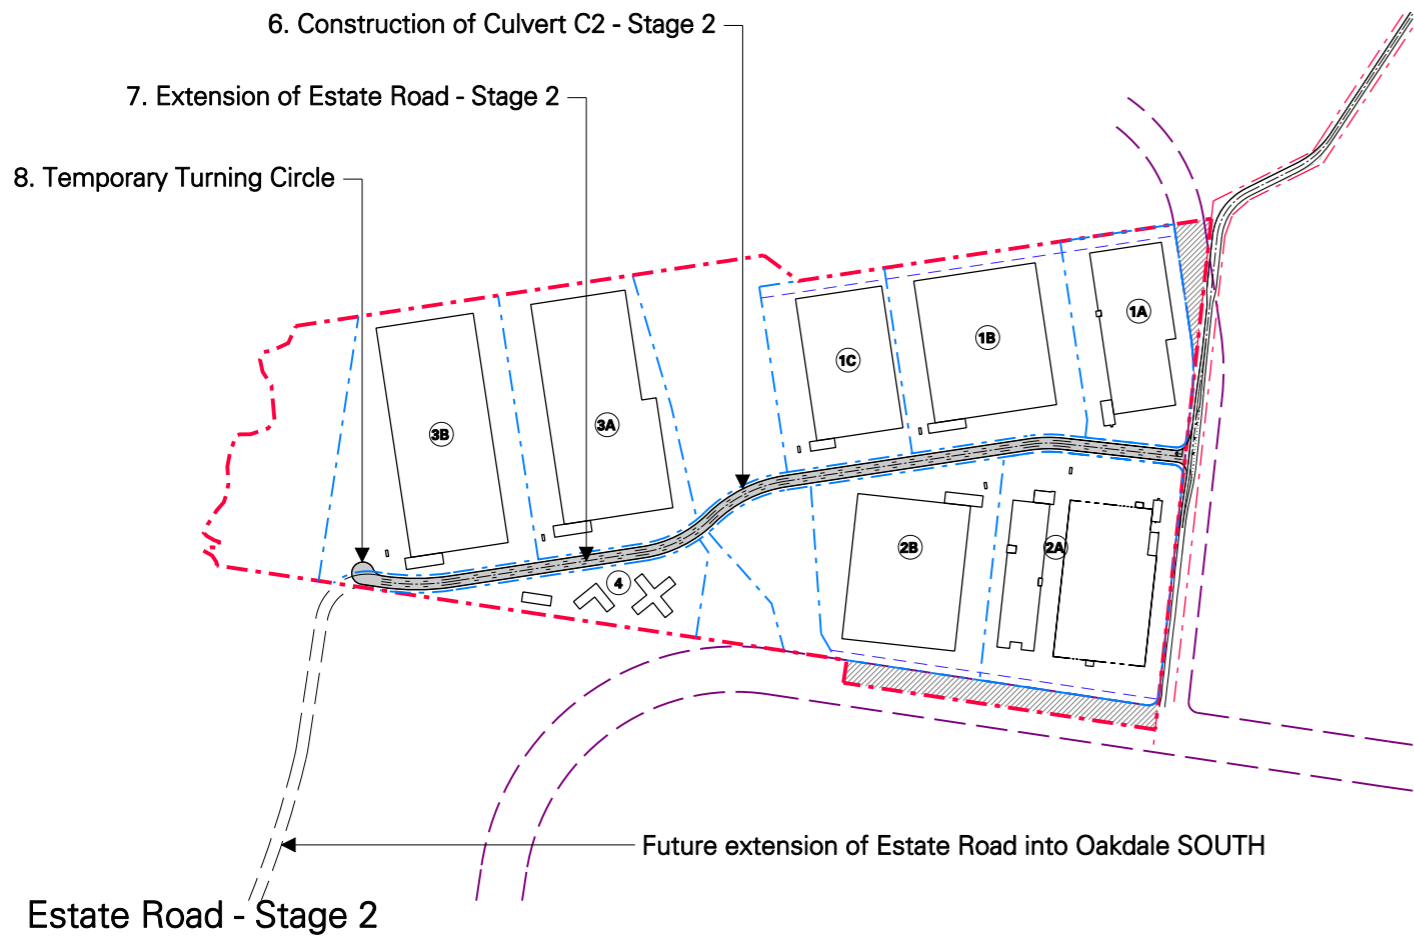 6. Construction of Culvert C2 - Stage 2
7. Extension of Estate Road - Stage 2
8. Temporary Turning Circle
1A
1B
1C
3A
3B
2B
2A
4
Future extension of Estate Road into Oakdale SOUTH
Estate Road - Stage 2